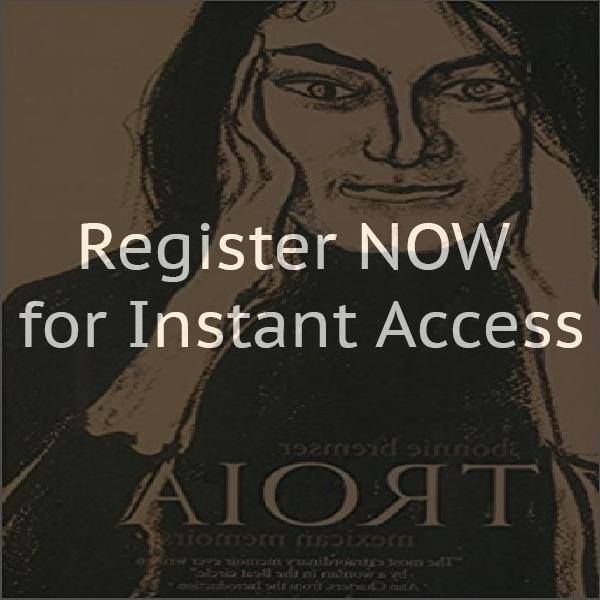 Register NOW
for Instant Access
bonnie bremser
TROIA
mexican memoirs
"The most extraordinary memoir ever written
by a woman in the Beat circle."
Ann Charters, from the Introduction